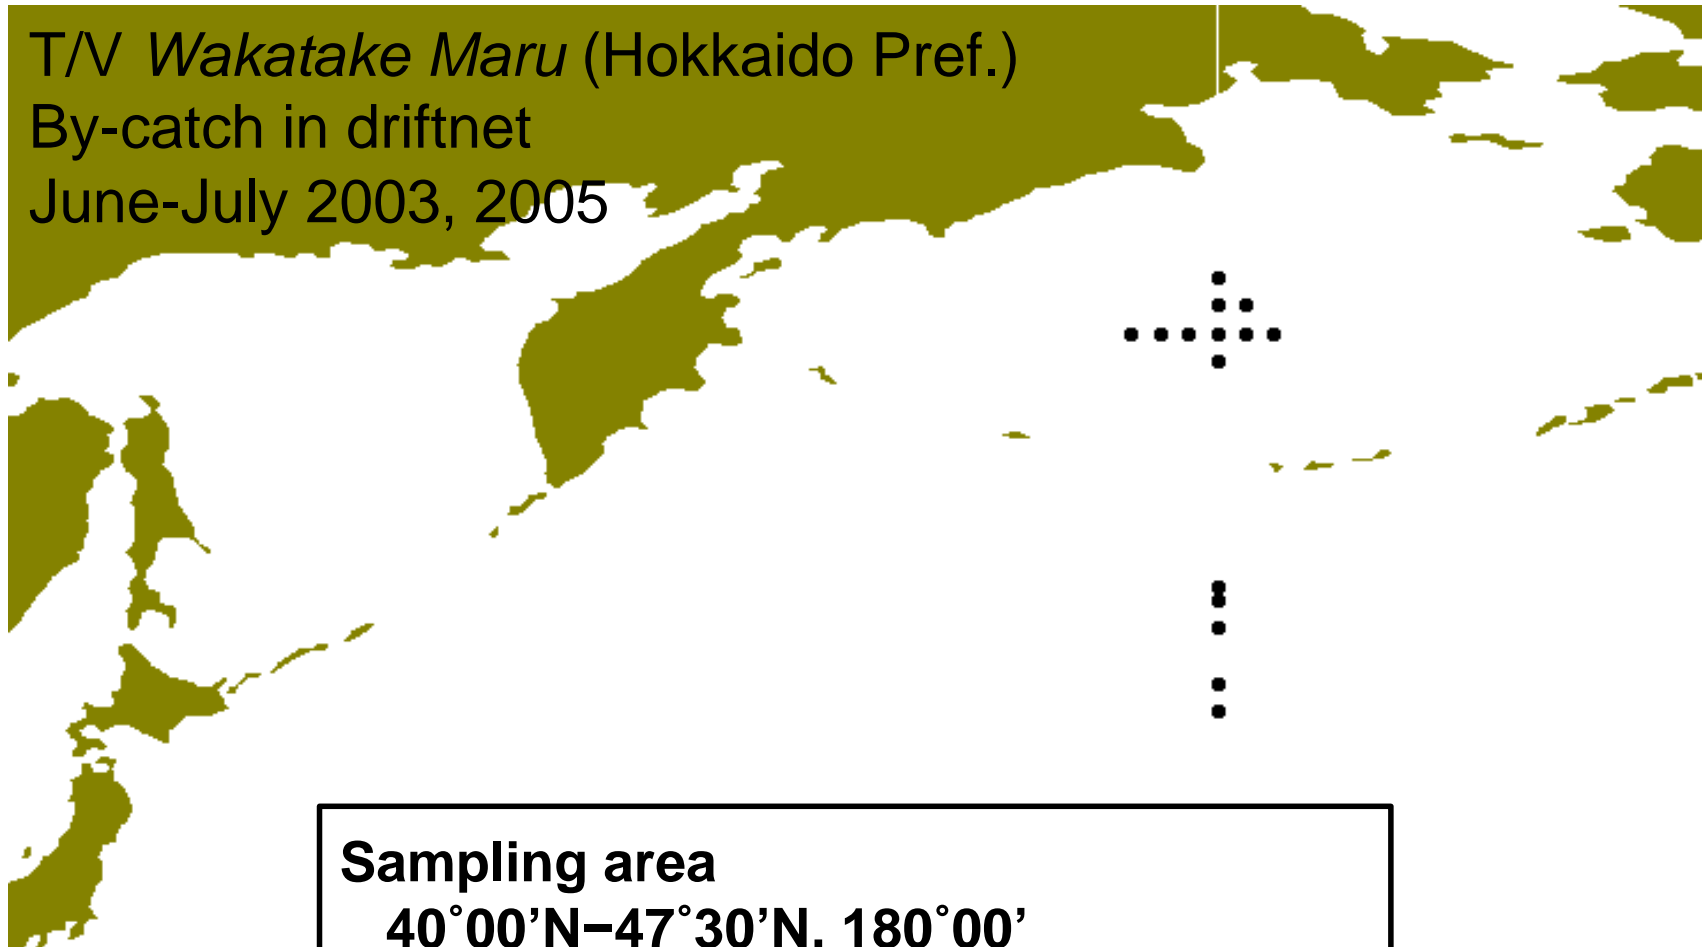 T/V Wakatake Maru (Hokkaido Pref.)
By-catch in driftnet
June-July 2003, 2005
Sampling area
40˚00’N−47˚30’N, 180˚00’